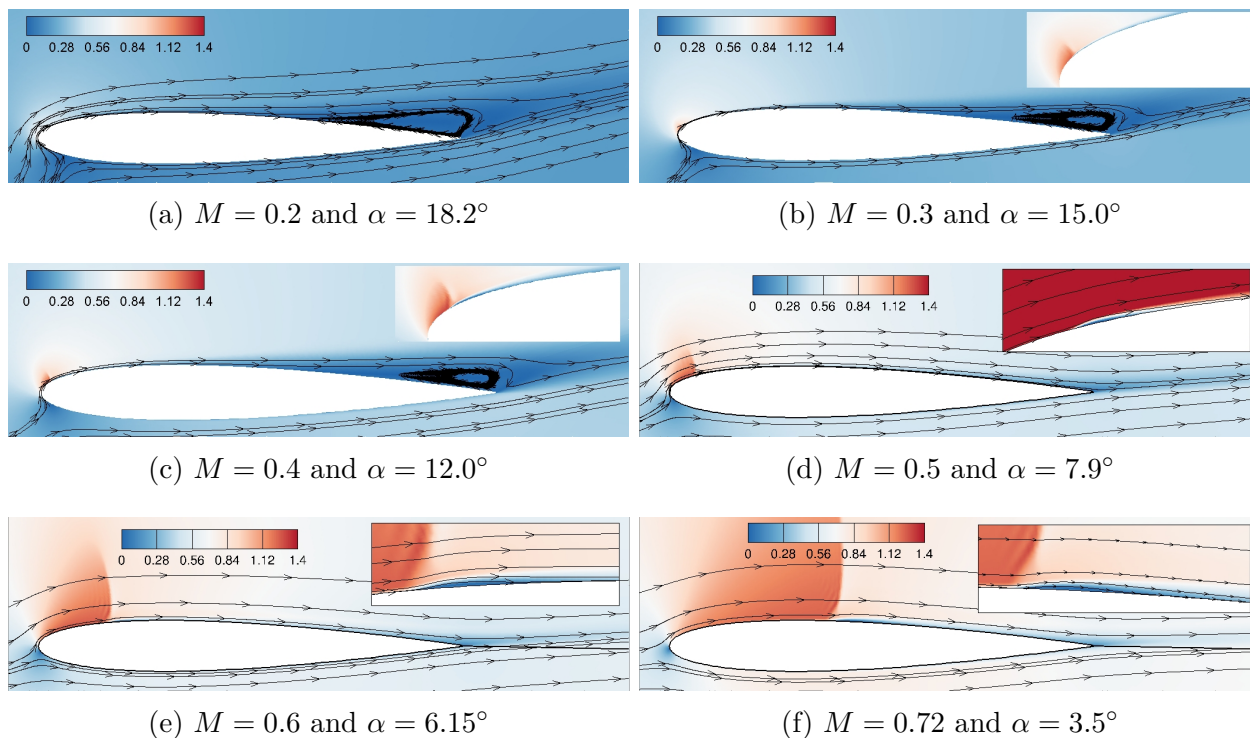 0 0.28 0.56 0.84 1.12 1.4
0 0.28 0.56 0.84 1.12 1.4
(a) M = 0.2 and α = 18.2°
(b) M = 0.3 and α = 15.0°
0 0.28 0.56 0.84 1.12 1.4
0 0.28 0.56 0.84 1.12 1.4
(c) M = 0.4 and α = 12.0°
(d) M = 0.5 and α = 7.9°
0 0.28 0.56 0.84 1.12 1.4
0 0.28 0.56 0.84 1.12 1.4
(e) M = 0.6 and α = 6.15°
(f) M = 0.72 and α = 3.5°